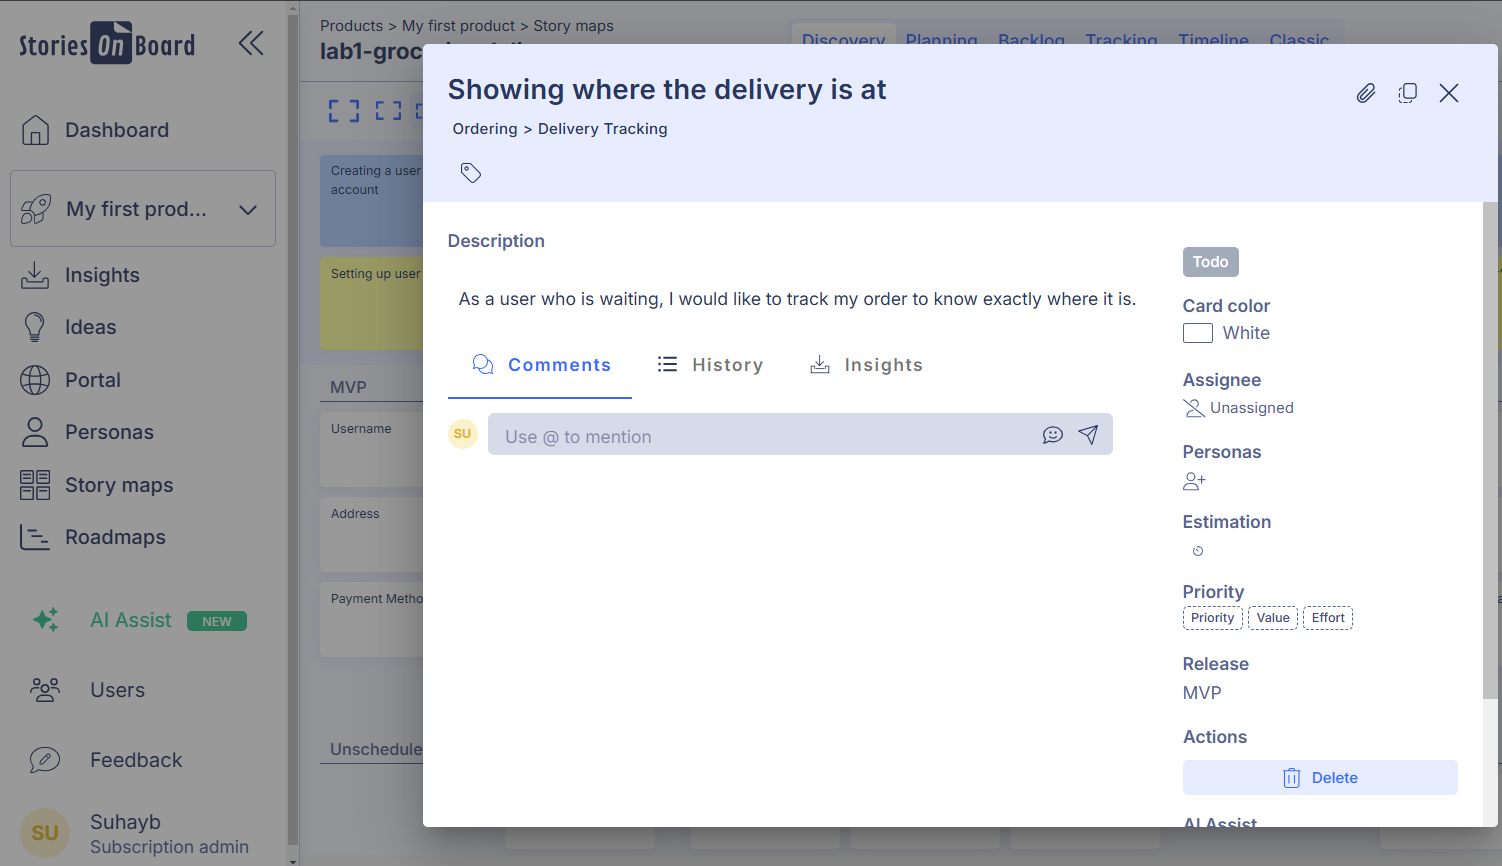 Stories On Board
Dashboard
My first prod...
Insights
Ideas
Portal
Personas
Story maps
Roadmaps
AI Assist NEW
Users
Feedback
SU
Suhayb
Subscription admin
Products > My first product > Story maps
Discovery Planning Backlog Tracking Timeline Classic
Creating a user
account
Setting up user
MVP
Username
Address
Payment Metho
Unschedule
Showing where the delivery is at
Ordering > Delivery Tracking
Description
As a user who is waiting, I would like to track my order to know exactly where it is.
Comments History Insights
SU
Use @ to mention
Todo
Card color
White
Assignee
Unassigned
Personas
Estimation
Priority
Priority Value Effort
Release
MVP
Actions
Delete
AI Assist